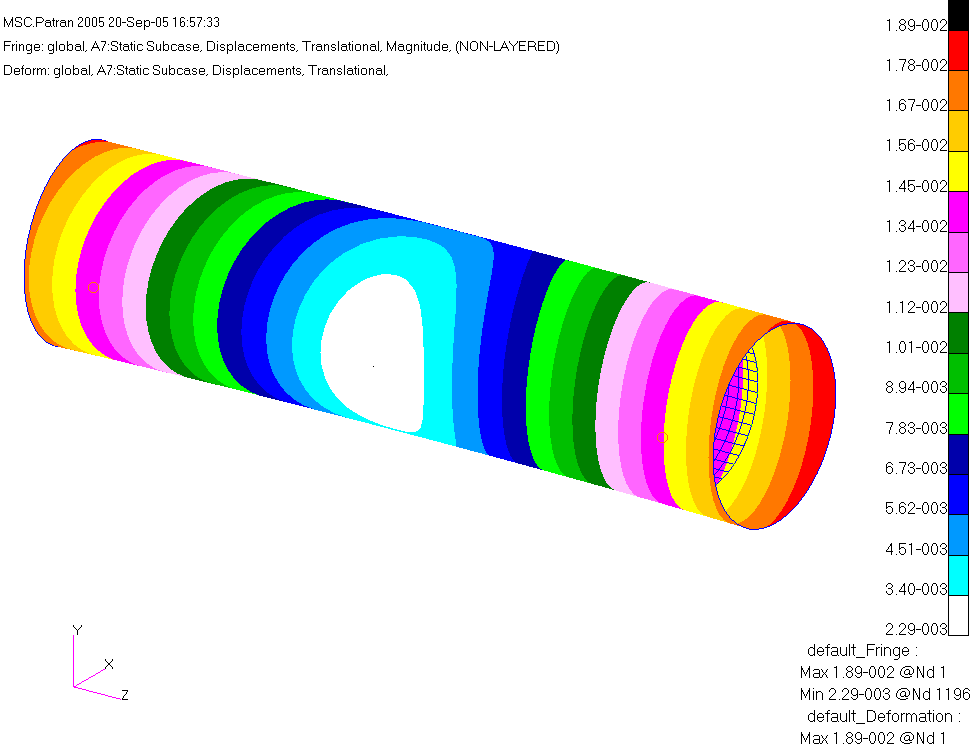 MSC.Patran 2005 20-Sep-05 16:57:33
Fringe: global, A7:Static Subcase, Displacements, Translational, Magnitude, (NON-LAYERED)
Deform: global, A7:Static Subcase, Displacements, Translational,
1.89-002
1.78-002
1.67-002
1.56-002
1.45-002
1.34-002
1.23-002
1.12-002
1.01-002
8.94-003
7.83-003
6.73-003
5.62-003
4.51-003
3.40-003
2.29-003
Y
X
Z
default_Fringe :
Max 1.89-002 @Nd 1
Min 2.29-003 @Nd 1196
default_Deformation :
Max 1.89-002 @Nd 1